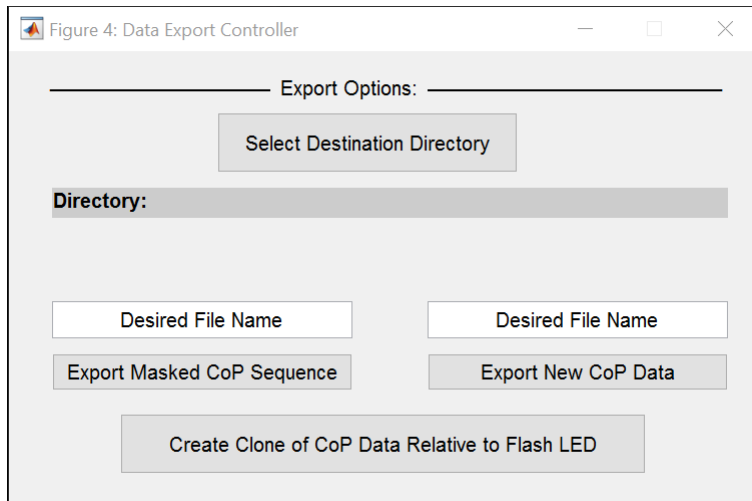 Figure 4: Data Export Controller
Export Options:
Select Destination Directory
Directory:
Desired File Name
Desired File Name
Export Masked CoP Sequence
Export New CoP Data
Create Clone of CoP Data Relative to Flash LED